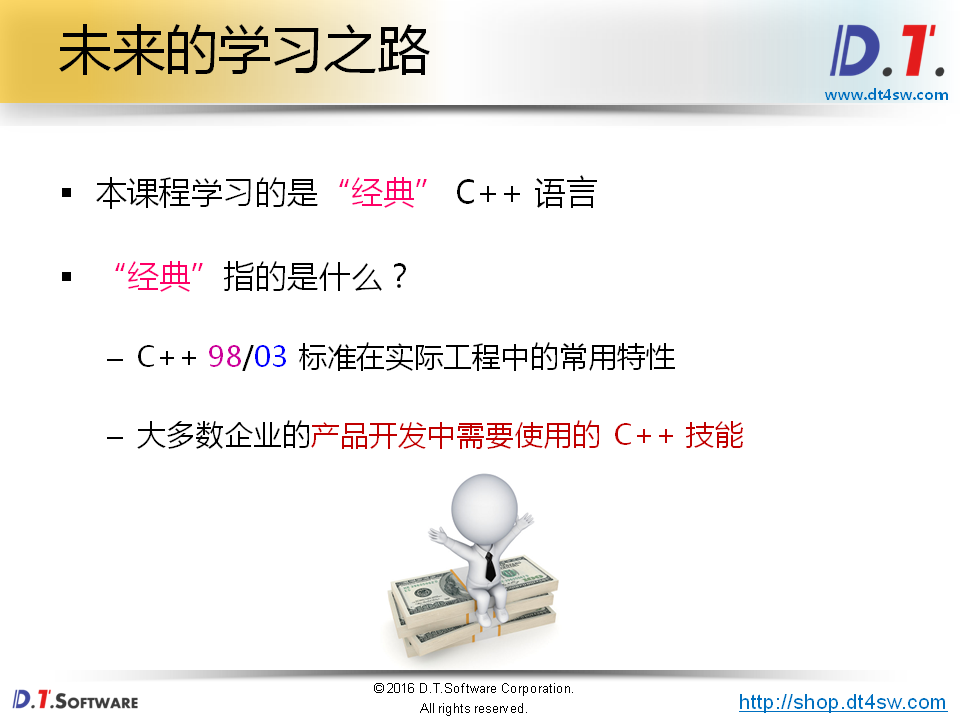 未来的学习之路
D.T.
www.dt4sw.com
▪ 本课程学习的是“经典” C++ 语言
▪ “经典”指的是什么？
– C++ 98/03 标准在实际工程中的常用特性
– 大多数企业的产品开发中需要使用的 C++ 技能
100
D.T.SOFTWARE
©2016 D.T.Software Corporation.
All rights reserved.
http://shop.dt4sw.com